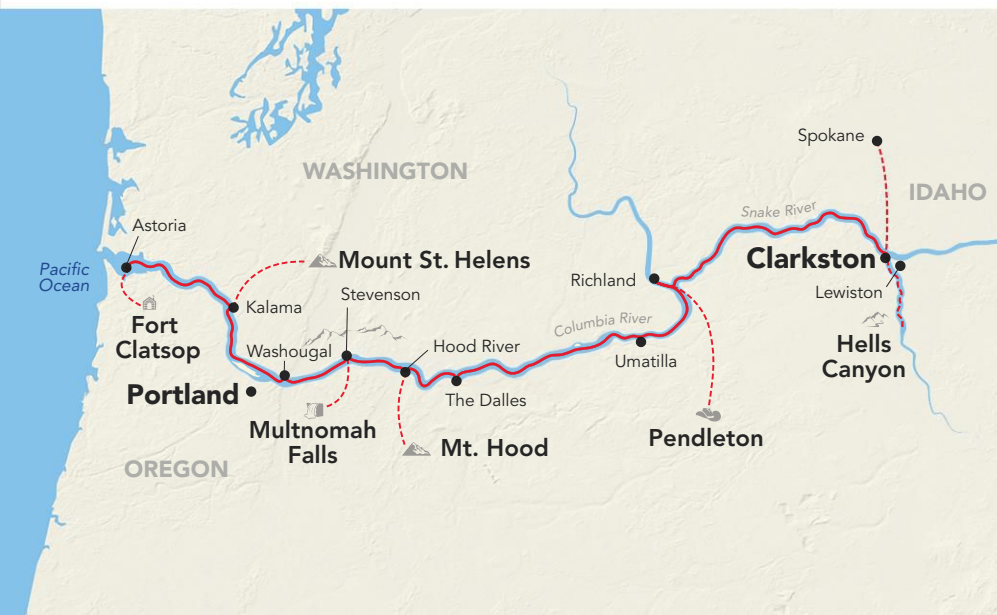 Spokane
WASHINGTON
IDAHO
Snake River
Astoria
Pacific
Ocean
Mount St. Helens
Clarkston
Richland
Lewiston
Stevenson
Kalama
Columbia River
Fort
Clatsop
Hood River
Washougal
Umatilla
Hells
Canyon
Portland
The Dalles
Multnomah
Falls
Mt. Hood
Pendleton
OREGON